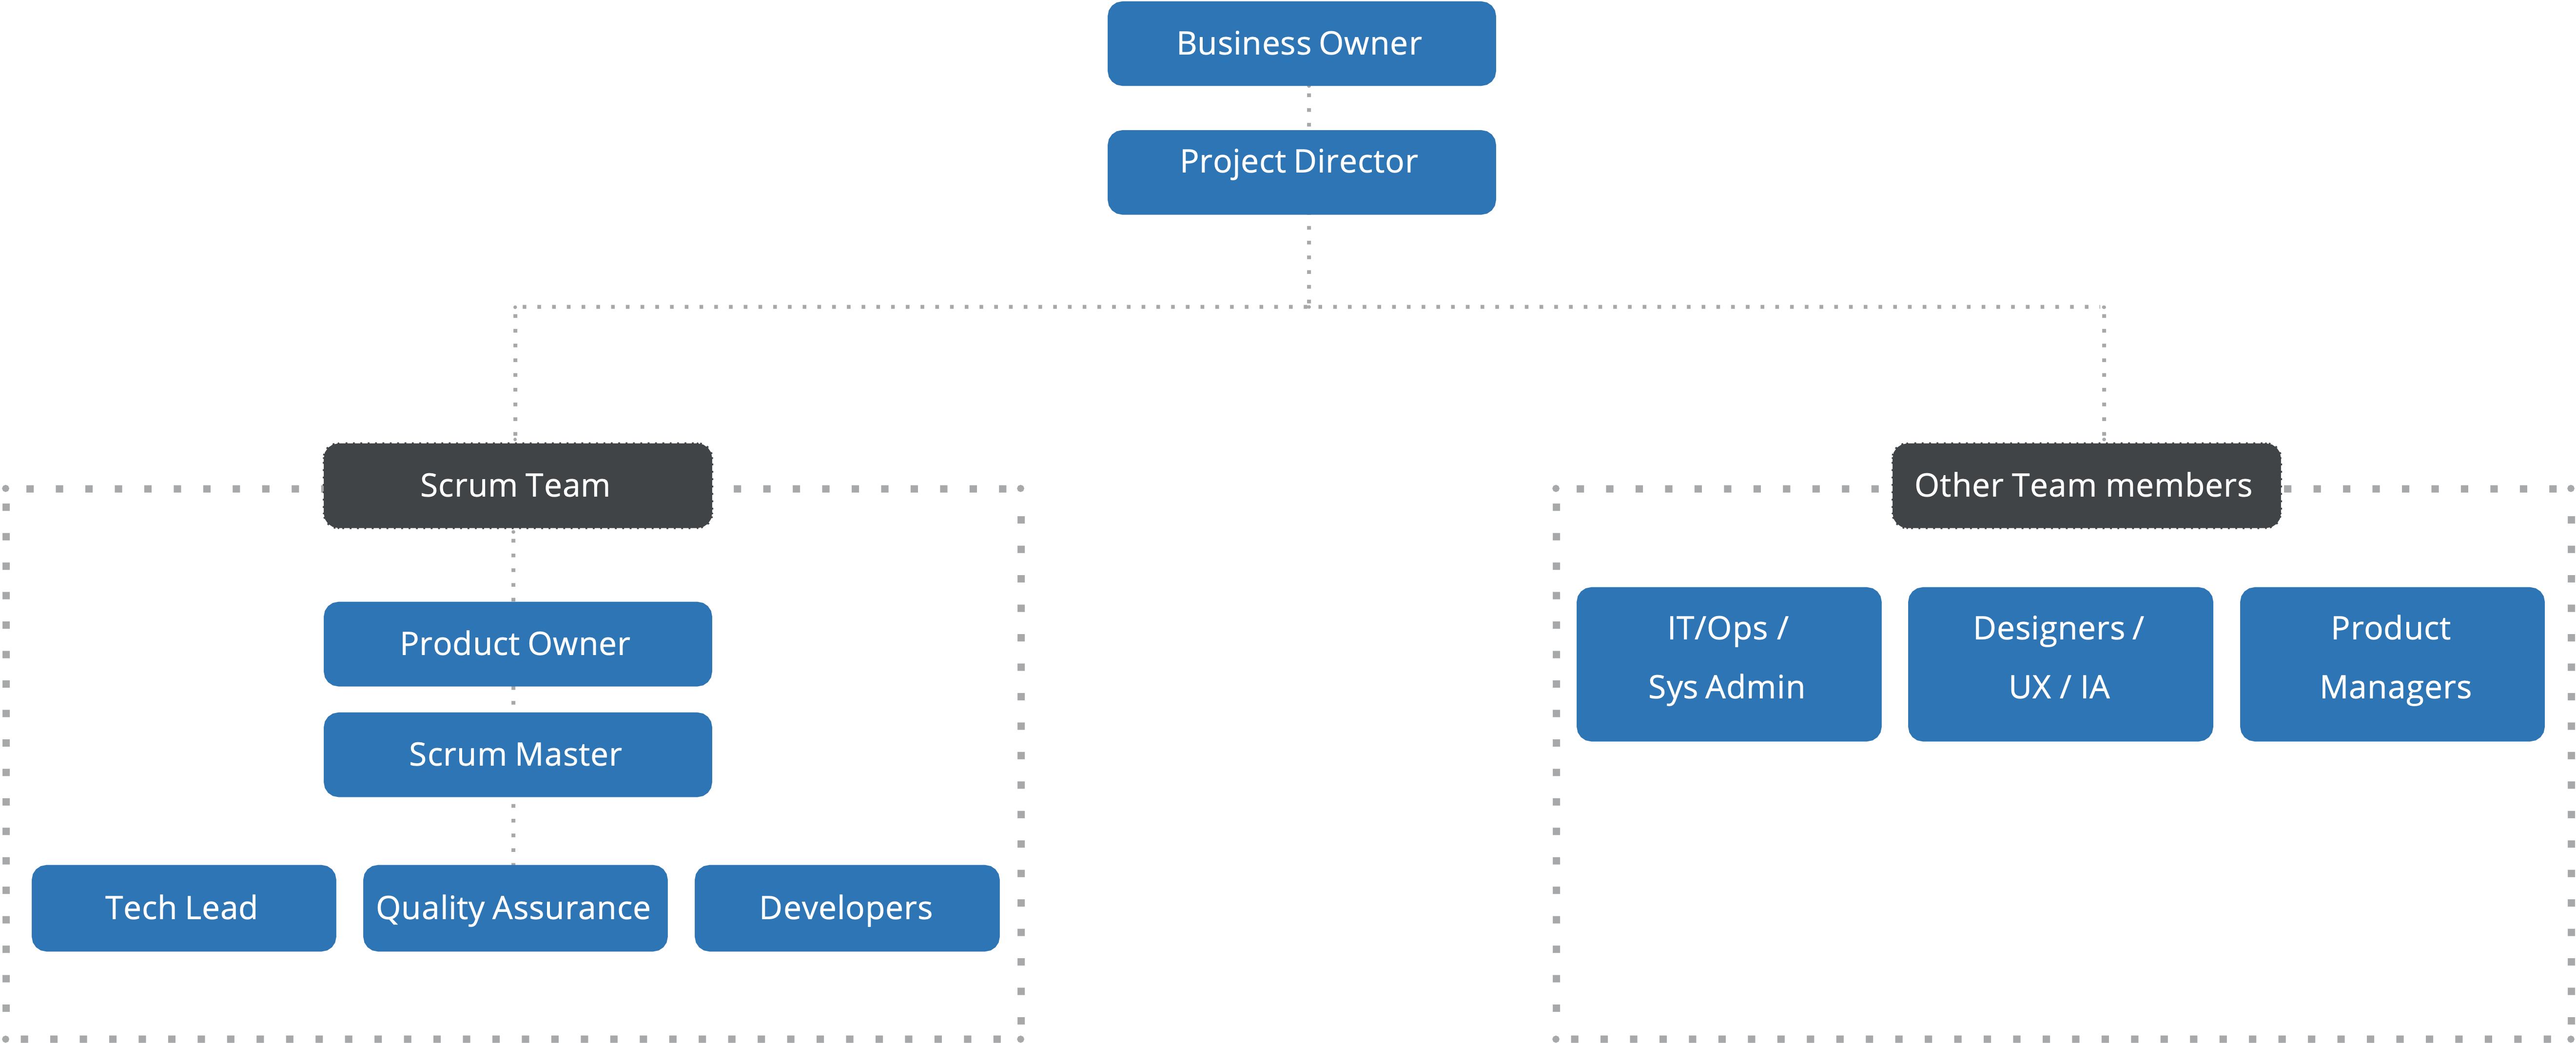 Business Owner
Project Director
Scrum Team
Product Owner
Scrum Master
Tech Lead
Quality Assurance
Developers
Other Team members
IT/Ops /
Sys Admin
Designers /
UX / IA
Product
Managers